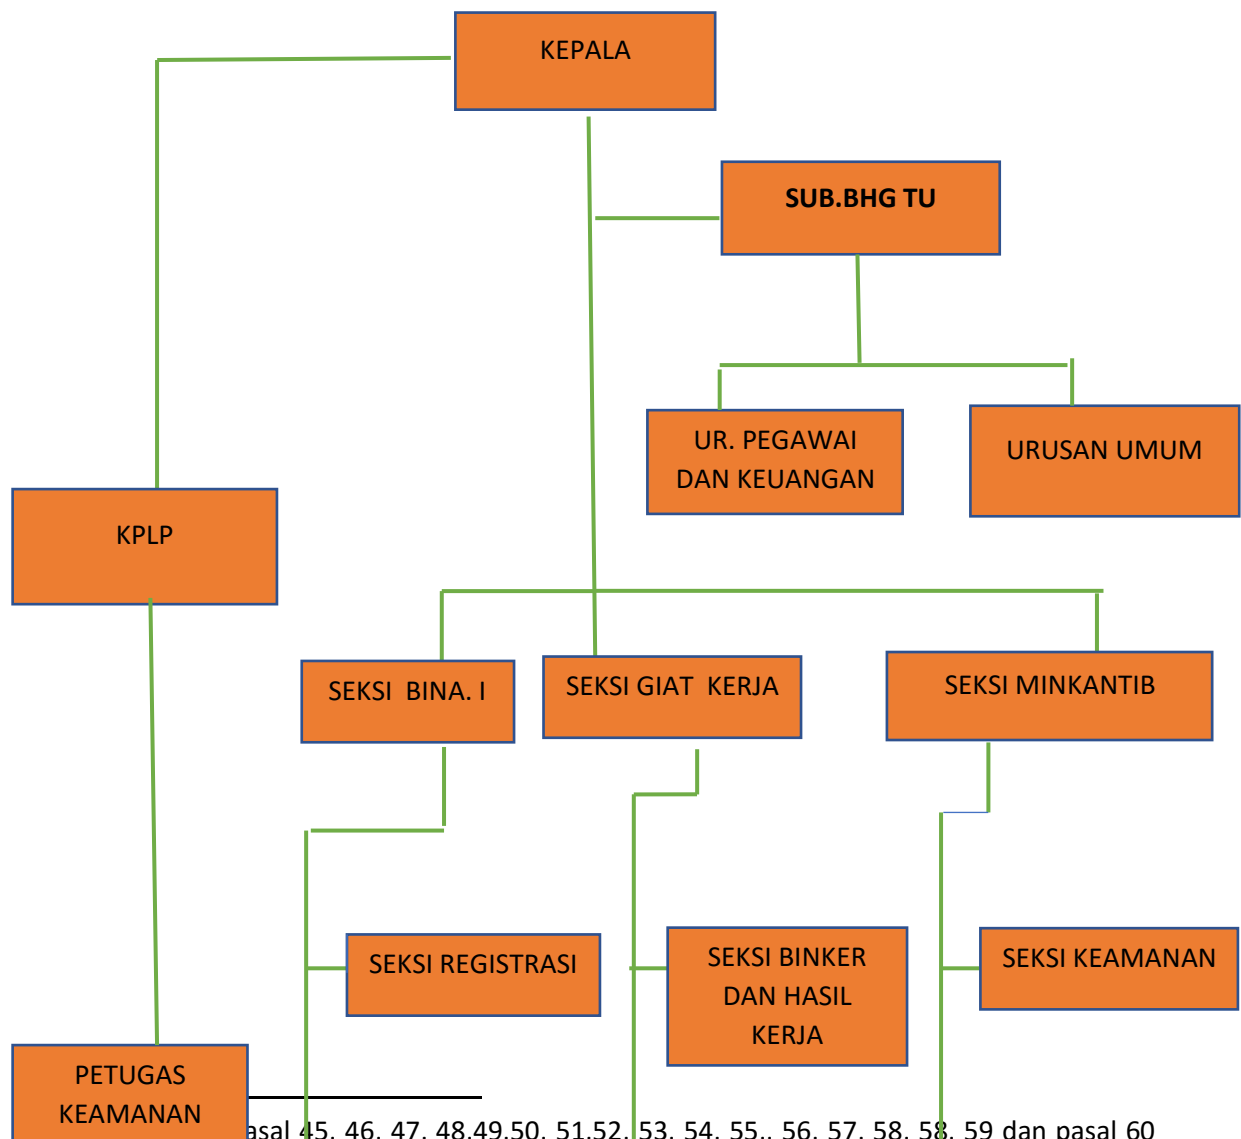 KEPALA
SUB.BHG TU
UR. PEGAWAI
DAN KEUANGAN
URUSAN UMUM
KPLP
SEKSI  BINA. I
SEKSI GIAT  KERJA
SEKSI MINKANTIB
SEKSI REGISTRASI
SEKSI BINKER
DAN HASIL
KERJA
SEKSI KEAMANAN
PETUGAS
KEAMANAN
asal 45, 46, 47, 48,49,50, 51,52, 53, 54, 55,, 56, 57, 58, 58, 59 dan pasal 60